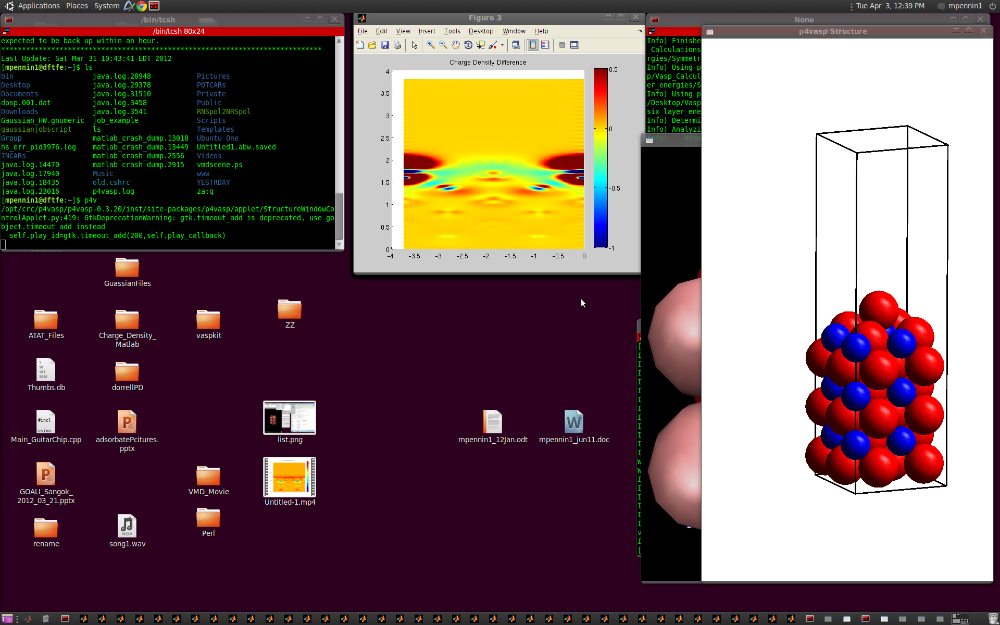 Applications Places System
Tue Apr 3, 12:39 PM mpennin1
/bin/tcsh
/bin/tcsh 80x24
expected to be back up within an hour.
*****************************************************************************
Last Update: Sat Mar 31 10:43:41 EDT 2012
[mpennin1@dftfe:~]$ ls
bin java.log.28948 Pictures
Desktop java.log.29378 POTCARs
Documents java.log.31510 Private
dosp.001.dat java.log.3458 Public
Downloads java.log.3541 RNSpol2NRSpol
Gaussian_HW.gnumeric job_example Scripts
gaussianjobscript ls Templates
Group matlab_crash_dump.13018 Ubuntu One
hs_err_pid3976.log matlab_crash_dump.13449 Untitled1.abw.saved
INCARs matlab_crash_dump.2556 Videos
java.log.14470 matlab_crash_dump.2915 vmdscene.ps
java.log.17940 Music www
java.log.18435 old.cshrc YESTRDAY
java.log.23016 p4vasp.log za:q
[mpennin1@dftfe:~]$ p4v
/opt/crc/p4vasp/p4vasp-0.3.20/inst/site-packages/p4vasp/applet/StructureWindowCo
ntrolApplet.py:419: GtkDeprecationWarning: gtk.timeout_add is deprecated, use go
bject.timeout_add instead
self.play_id=gtk.timeout_add(200,self.play_callback)
Figure 3
File Edit View Insert Tools Desktop Window Help
Charge Density Difference
4
3.5
3
2.5
2
1.5
1
0.5
0
-4 -3.5 -3 -2.5 -2 -1.5 -1 -0.5 0
0.5
0
-0.5
-1
None
Info) Finishe
_Calculations
rgies/Symmetr
Info) Using p
p/Vasp_Calcul
er_energies/S
Info) Using p
/Desktop/Vasp
six_layer_ene
Info) Determi
Info) Analyzi
p4vasp Structure
GuassianFiles
ATAT_Files
Charge_Density_
Matlab
vaspkit
ZZ
Thumbs.db
dorrellPD
#incl
using
Main_GuitarChip.cpp
adsorbatePcitures.
pptx
list.png
mpennin1_12Jan.odt
mpennin1_jun11.doc
GOALI_Sangok_
2012_03_21.pptx
VMD_Movie
Untitled-1.mp4
rename
wav
song1.wav
Perl